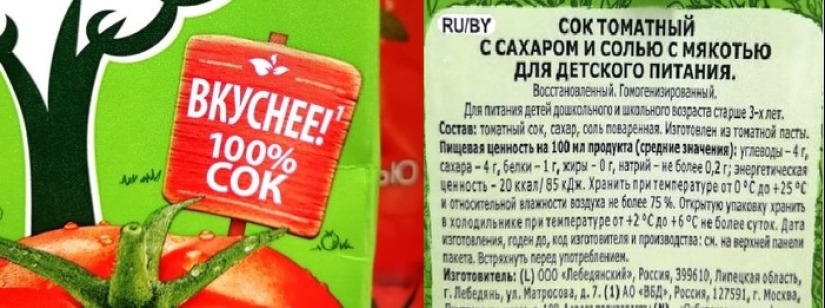 ВКУСНЕЕ!¹
100%
СОК
ЬЮ
RU/BY
СОК ТОМАТНЫЙ
С САХАРОМ И СОЛЬЮ С МЯКОТЬЮ
ДЛЯ ДЕТСКОГО ПИТАНИЯ.
Восстановленный. Гомогенизированный.
Для питания детей дошкольного и школьного возраста старше 3-х лет.
Состав: томатный сок, сахар, соль поваренная. Изготовлен из томатной пасты.
Пищевая ценность на 100 мл продукта (средние значения): углеводы – 4 г,
сахара – 4 г, белки – 1 г, жиры – 0 г, натрий – не более 0,2 г; энергетическая
ценность – 20 ккал/ 85 кДж. Хранить при температуре от 0 °С до +25 °С
и относительной влажности воздуха не более 75 %. Открытую упаковку хранить
в холодильнике при температуре от +2 °С до +6 °С не более суток. Дата
изготовления, годен до, код изготовителя и производства: см. на верхней панели
пакета. Встряхнуть перед употреблением.
Изготовитель: (L) ООО «Лебедянский», Россия, 399610, Липецкая область,
г. Лебедянь, ул. Матросова, д. 7. (1) АО «ВБД», Россия, 127591, г. Москва,